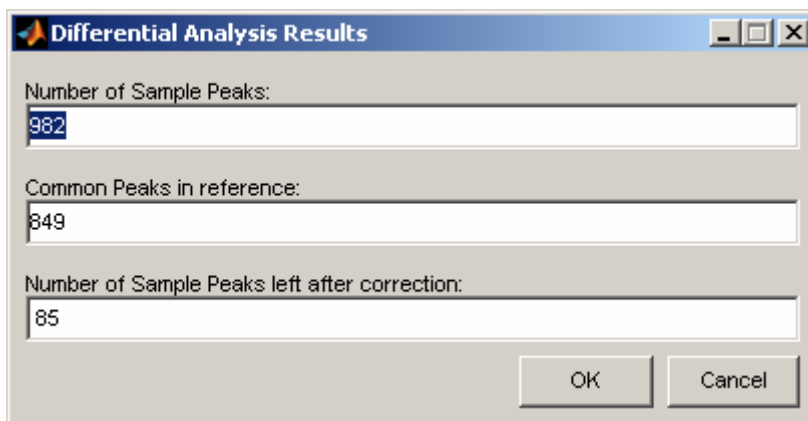 Differential Analysis Results
Number of Sample Peaks:
982
Common Peaks in reference:
849
Number of Sample Peaks left after correction:
85
OK Cancel